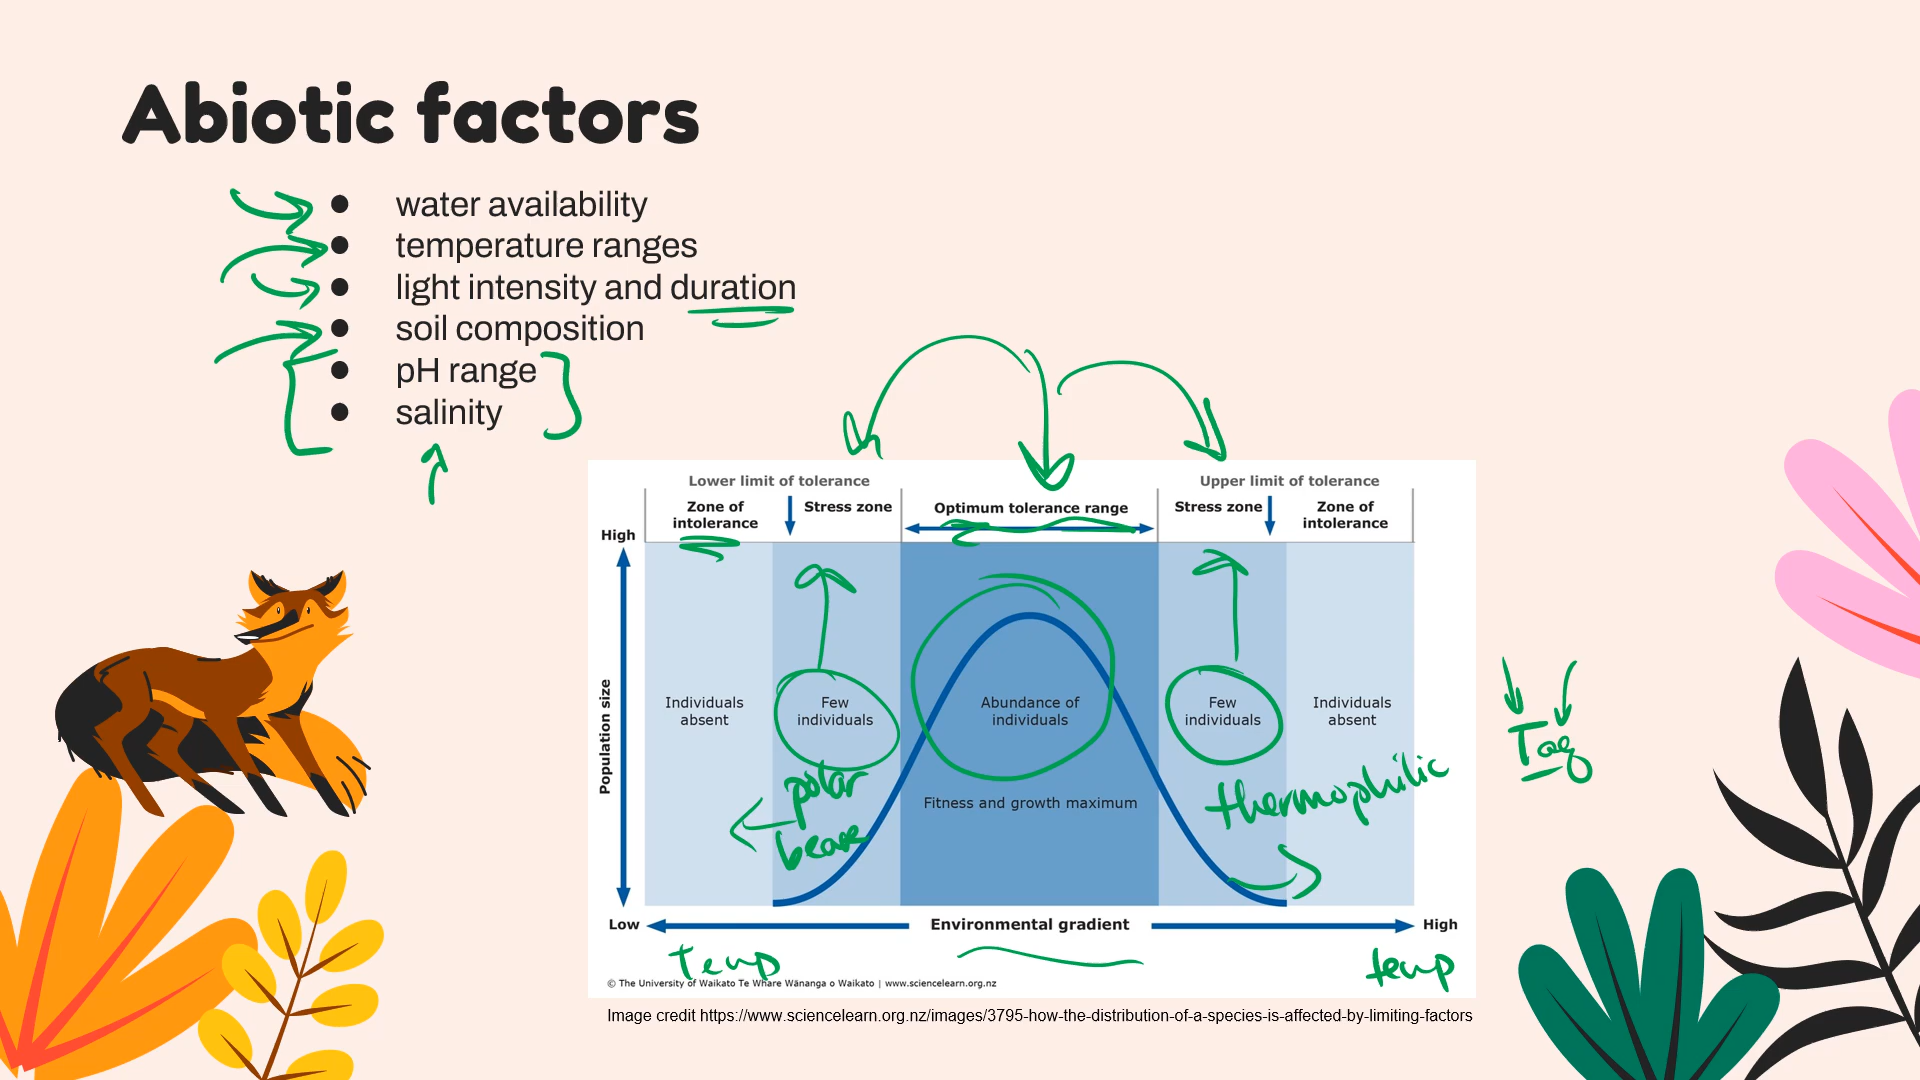 Abiotic factors
● water availability
● temperature ranges
● light intensity and duration
● soil composition
● pH range
● salinity
Lower limit of tolerance
Upper limit of tolerance
Zone of intolerance
Stress zone
Optimum tolerance range
Stress zone
Zone of intolerance
High
Population size
Individuals absent
Few individuals
Abundance of individuals
Few individuals
Individuals absent
Taq
polar
bear
thermophilic
Fitness and growth maximum
Low
Environmental gradient
High
Temp
temp
© The University of Waikato Te Whare Wānanga o Waikato | www.sciencelearn.org.nz
Image credit https://www.sciencelearn.org.nz/images/3795-how-the-distribution-of-a-species-is-affected-by-limiting-factors